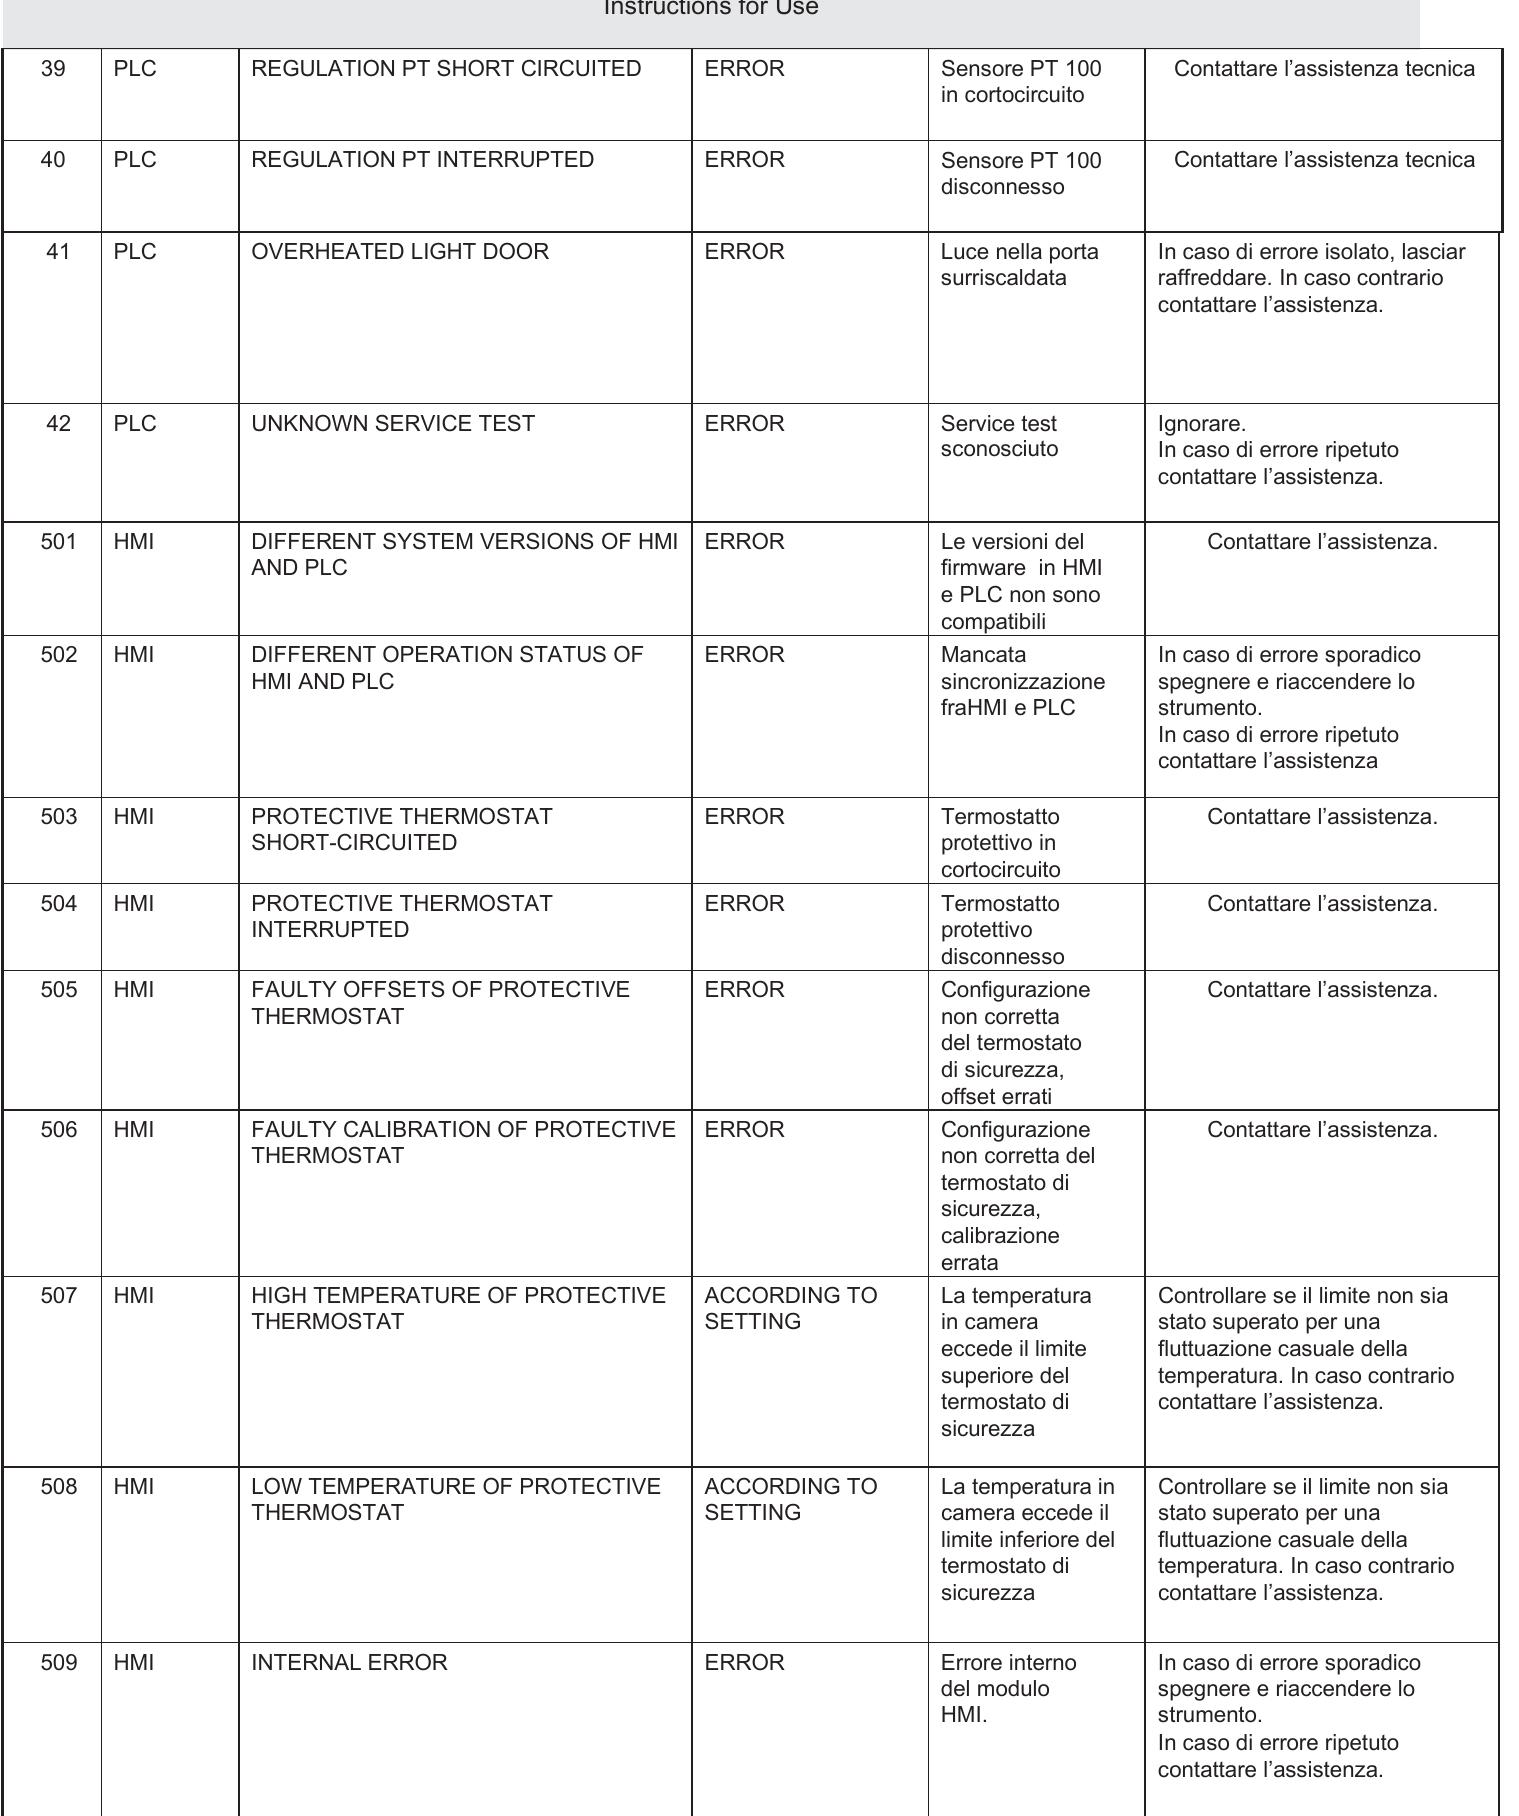 Instructions for Use
39 PLC REGULATION PT SHORT CIRCUITED ERROR Sensore PT 100 Contattare l’assistenza tecnica
in cortocircuito
40 PLC REGULATION PT INTERRUPTED ERROR Sensore PT 100 Contattare l’assistenza tecnica
disconnesso
41 PLC OVERHEATED LIGHT DOOR ERROR Luce nella porta In caso di errore isolato, lasciar
surriscaldata raffreddare. In caso contrario
contattare l’assistenza.
42 PLC UNKNOWN SERVICE TEST ERROR Service test Ignorare.
sconosciuto In caso di errore ripetuto
contattare l’assistenza.
501 HMI DIFFERENT SYSTEM VERSIONS OF HMI ERROR Le versioni del Contattare l’assistenza.
AND PLC firmware in HMI
e PLC non sono
compatibili
502 HMI DIFFERENT OPERATION STATUS OF ERROR Mancata In caso di errore sporadico
HMI AND PLC sincronizzazione spegnere e riaccendere lo
fraHMI e PLC strumento.
In caso di errore ripetuto
contattare l’assistenza
503 HMI PROTECTIVE THERMOSTAT ERROR Termostatto Contattare l’assistenza.
SHORT-CIRCUITED protettivo in
cortocircuito
504 HMI PROTECTIVE THERMOSTAT ERROR Termostatto Contattare l’assistenza.
INTERRUPTED protettivo
disconnesso
505 HMI FAULTY OFFSETS OF PROTECTIVE ERROR Configurazione Contattare l’assistenza.
THERMOSTAT non corretta
del termostato
di sicurezza,
offset errati
506 HMI FAULTY CALIBRATION OF PROTECTIVE ERROR Configurazione Contattare l’assistenza.
THERMOSTAT non corretta del
termostato di
sicurezza,
calibrazione
errata
507 HMI HIGH TEMPERATURE OF PROTECTIVE ACCORDING TO La temperatura Controllare se il limite non sia
THERMOSTAT SETTING in camera stato superato per una
eccede il limite fluttuazione casuale della
superiore del temperatura. In caso contrario
termostato di contattare l’assistenza.
sicurezza
508 HMI LOW TEMPERATURE OF PROTECTIVE ACCORDING TO La temperatura in Controllare se il limite non sia
THERMOSTAT SETTING camera eccede il stato superato per una
limite inferiore del fluttuazione casuale della
termostato di temperatura. In caso contrario
sicurezza contattare l’assistenza.
509 HMI INTERNAL ERROR ERROR Errore interno In caso di errore sporadico
del modulo spegnere e riaccendere lo
HMI. strumento.
In caso di errore ripetuto
contattare l’assistenza.